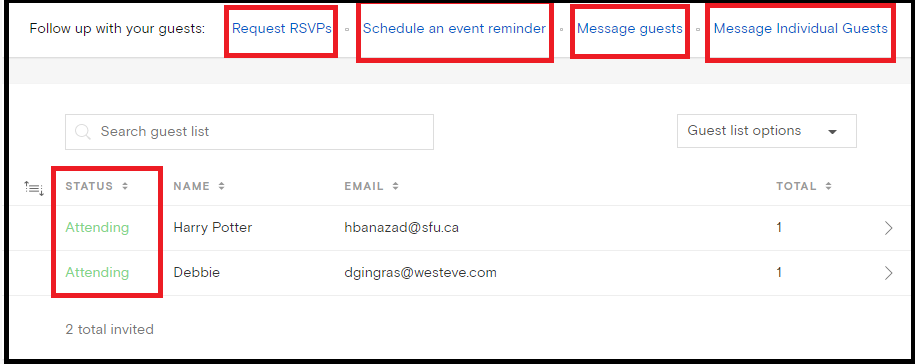 Follow up with your guests: Request RSVPs Schedule an event reminder Message guests Message Individual Guests
Search guest list Guest list options
STATUS NAME EMAIL TOTAL
Attending Harry Potter hbanazad@sfu.ca 1
Attending Debbie dgingras@westeve.com 1
2 total invited